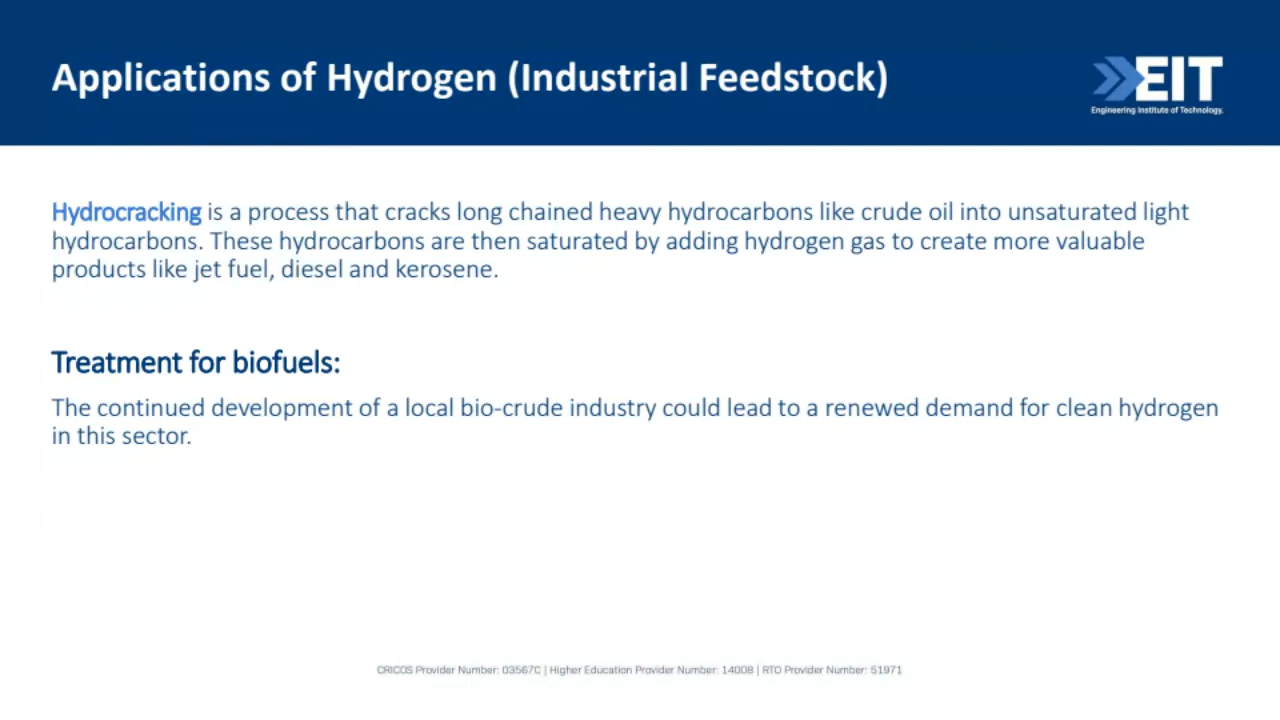 Applications of Hydrogen (Industrial Feedstock)
EIT
Engineering Institute of Technology.
Hydrocracking is a process that cracks long chained heavy hydrocarbons like crude oil into unsaturated light
hydrocarbons. These hydrocarbons are then saturated by adding hydrogen gas to create more valuable
products like jet fuel, diesel and kerosene.
Treatment for biofuels:
The continued development of a local bio-crude industry could lead to a renewed demand for clean hydrogen
in this sector.
CRICOS Provider Number: 03567C | Higher Education Provider Number: 14008 | RTO Provider Number: 51971